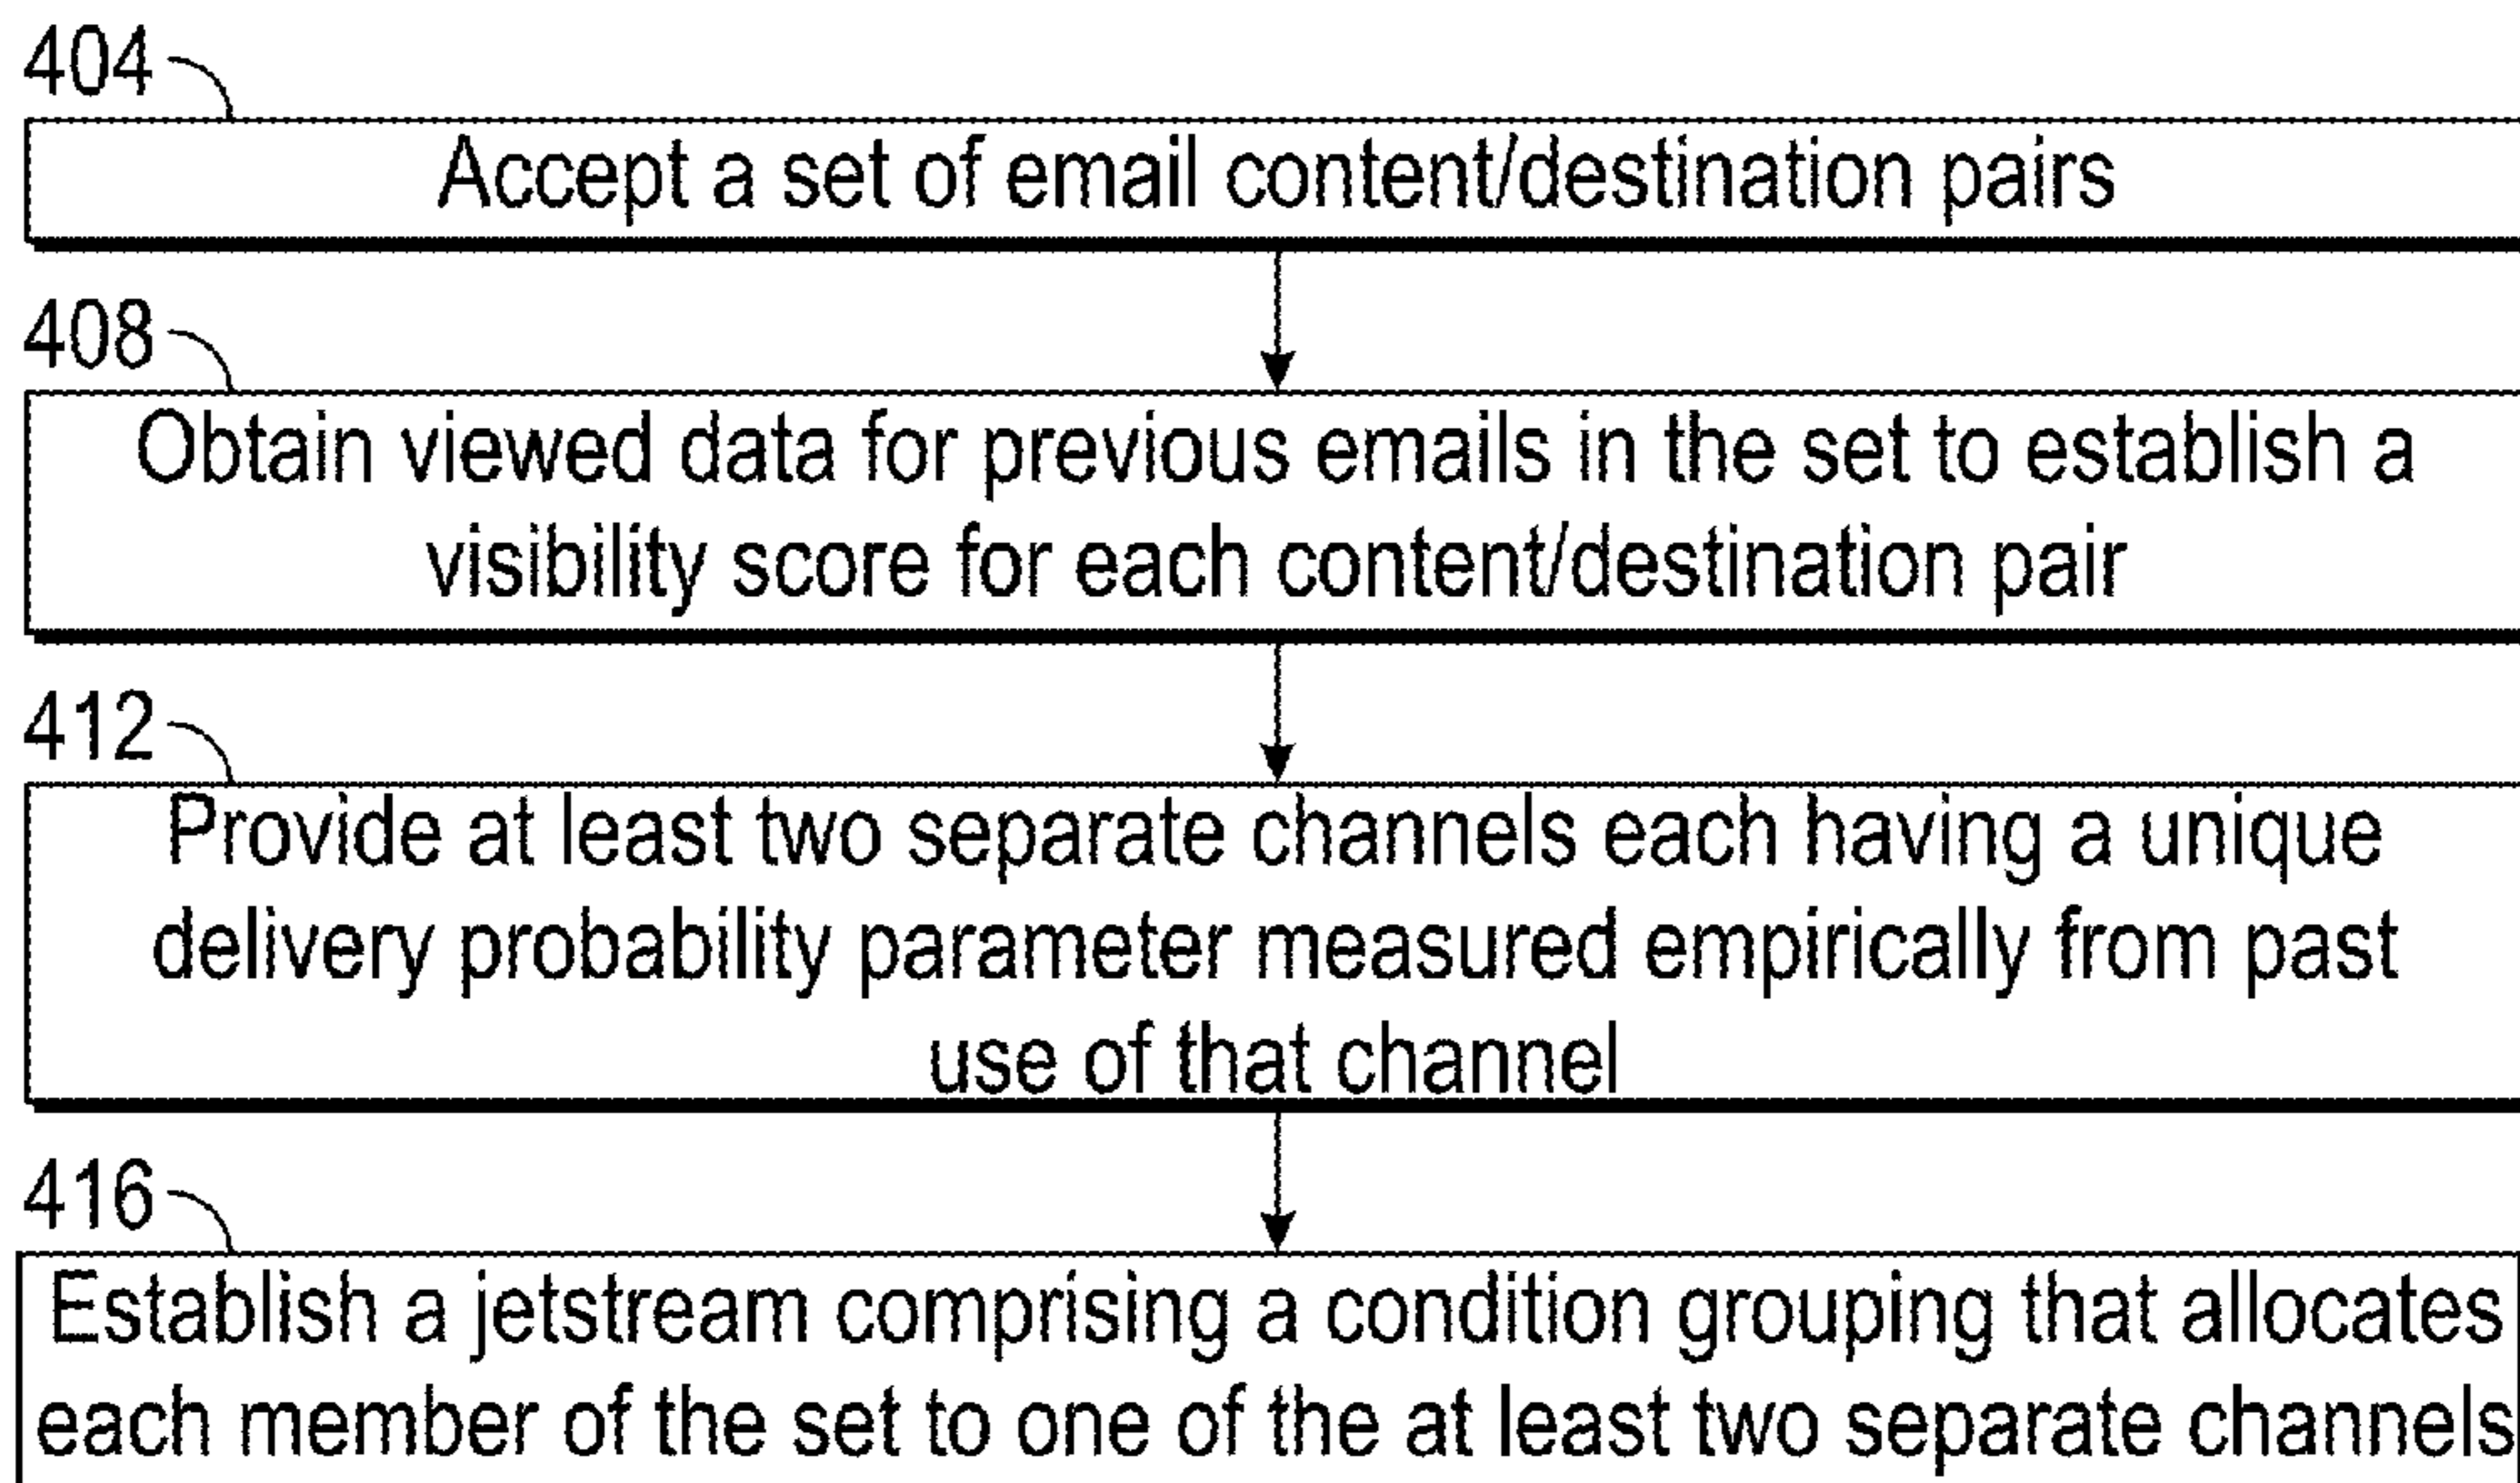 404
Accept a set of email content/destination pairs
408
Obtain viewed data for previous emails in the set to establish a
visibility score for each content/destination pair
412
Provide at least two separate channels each having a unique
delivery probability parameter measured empirically from past
use of that channel
416
Establish a jetstream comprising a condition grouping that allocates
each member of the set to one of the at least two separate channels